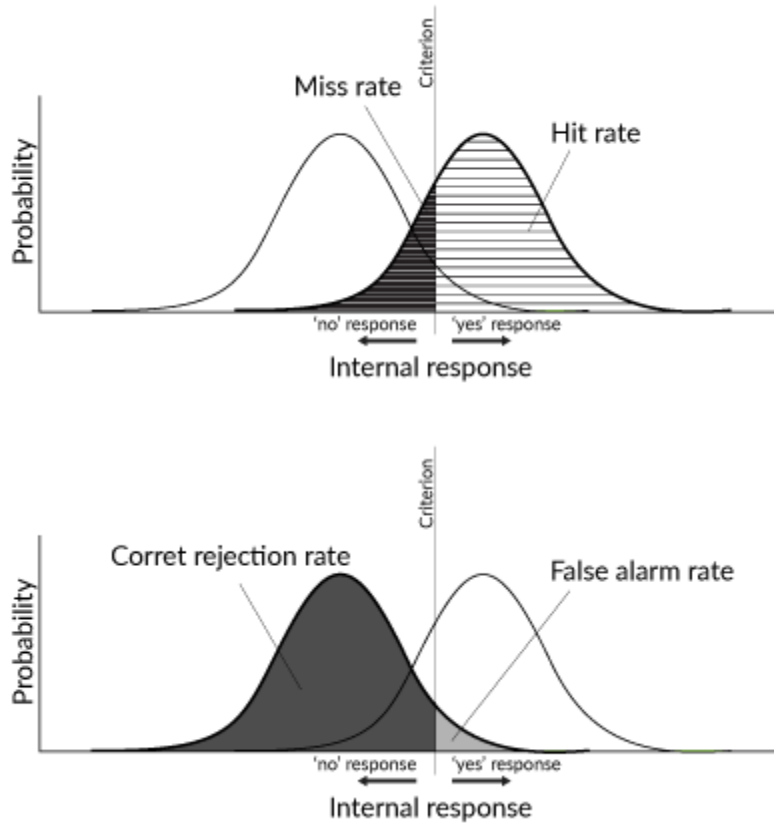 Criterion
Miss rate
Hit rate
Probability
'no' response
'yes' response
Internal response
Criterion
Corret rejection rate
False alarm rate
Probability
'no' response
'yes' response
Internal response